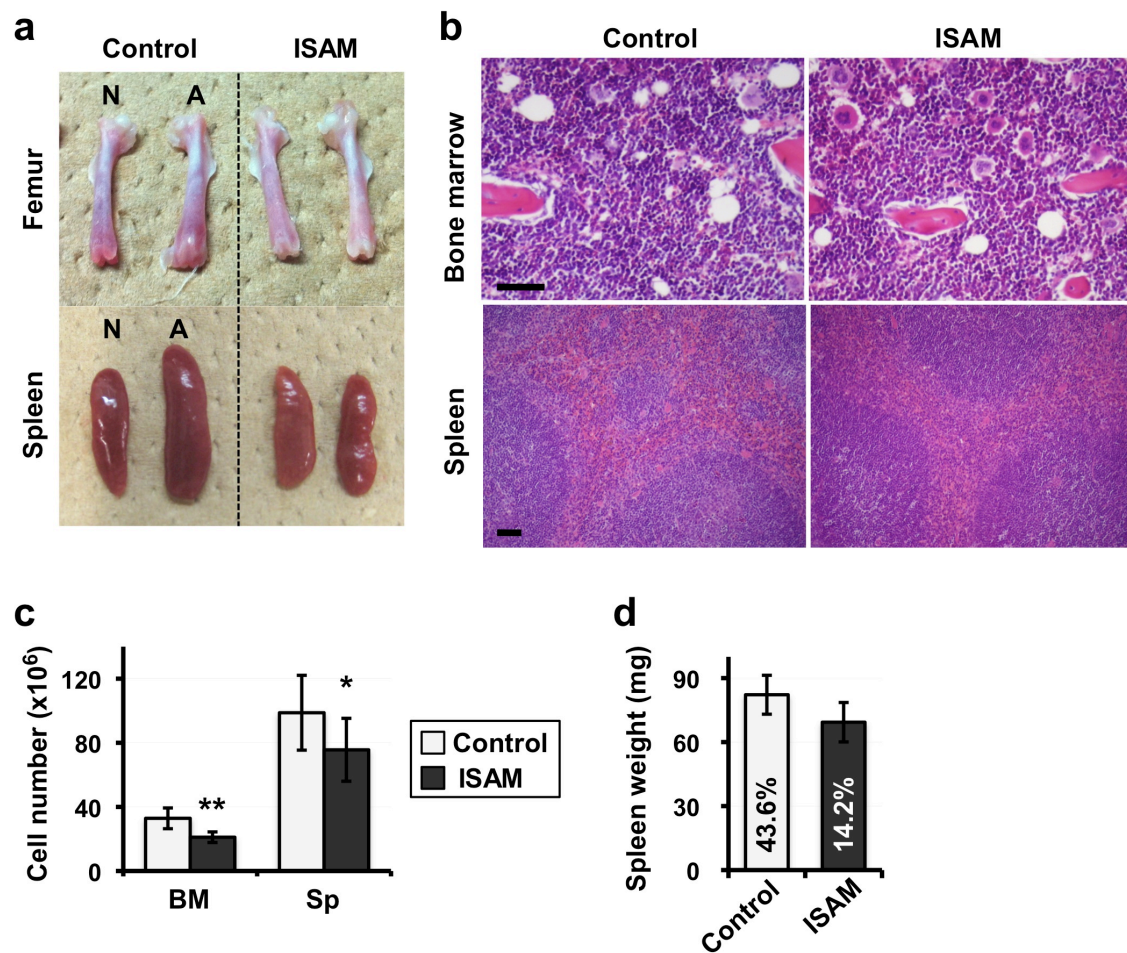 a
Control ISAM
N A
Femur
N A
Spleen
b
Control ISAM
Bone marrow
Spleen
c
Cell number (x10⁶)
120
80
40
0
*
**
BM Sp
Control
ISAM
d
Spleen weight (mg)
90
60
30
0
43.6%
14.2%
Control
ISAM